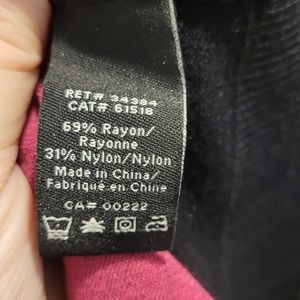 RET# 34384
CAT# 61518
69% Rayon/
Rayonne
31% Nylon/Nylon
Made in China/
Fabriqué en Chine
CA# 00222